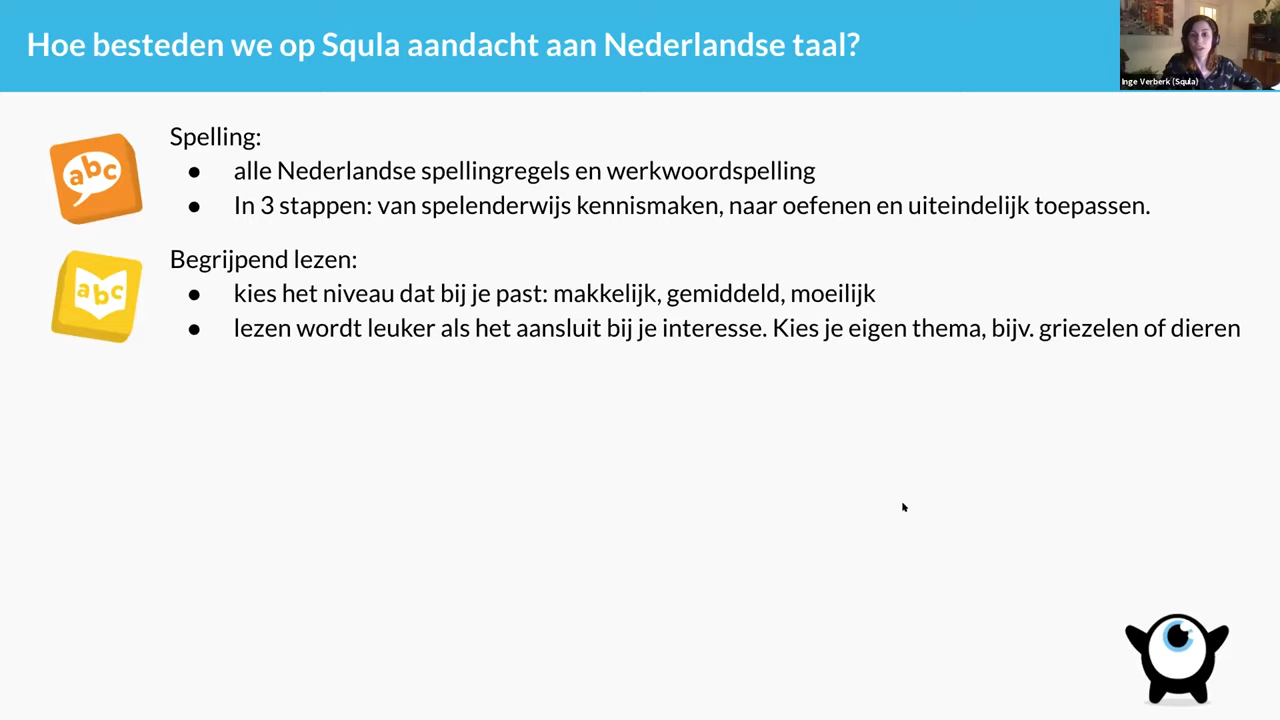 Hoe besteden we op Squla aandacht aan Nederlandse taal?
Inge Verberk (Squla)
abc
Spelling:
● alle Nederlandse spellingregels en werkwoordspelling
● In 3 stappen: van spelenderwijs kennismaken, naar oefenen en uiteindelijk toepassen.
abc
Begrijpend lezen:
● kies het niveau dat bij je past: makkelijk, gemiddeld, moeilijk
● lezen wordt leuker als het aansluit bij je interesse. Kies je eigen thema, bijv. griezelen of dieren